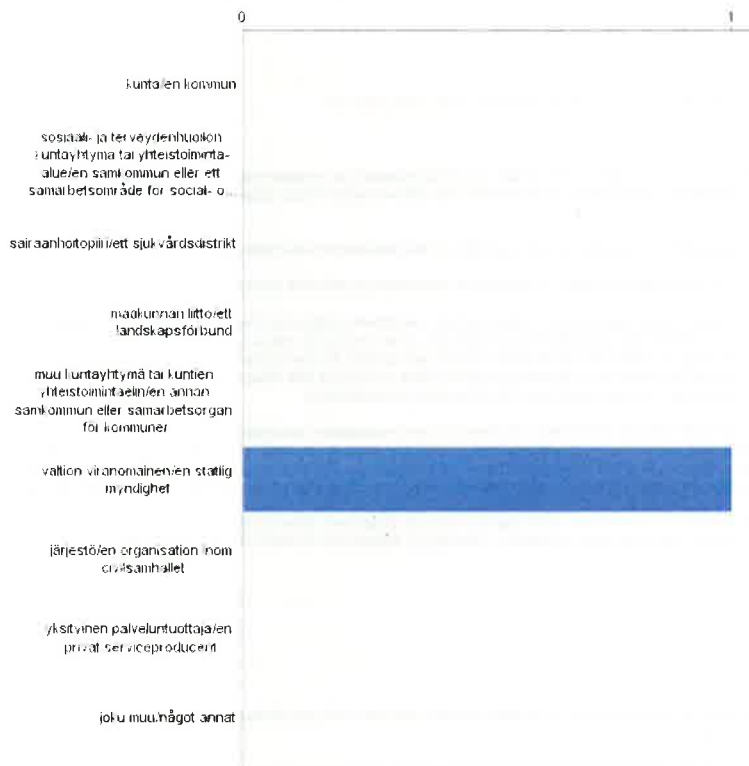 0 1
kunta/en kommun
sosiaali- ja terveydenhuollon
kuntayhtymä tai yhteistoiminta-
alue/en samkommun eller ett
samarbetsområde för social- o...
sairaanhoitopiiri/ett sjukvårdsdistrikt
maakunnan liitto/ett
landskapsförbund
muu kuntayhtymä tai kuntien
yhteistoimintaelin/en annan
samkommun eller samarbetsorgan
för kommuner
valtion viranomainen/en statlig
myndighet
järjestö/en organisation inom
civilsamhället
yksityinen palveluntuottaja/en
privat serviceproducent
joku muu/något annat